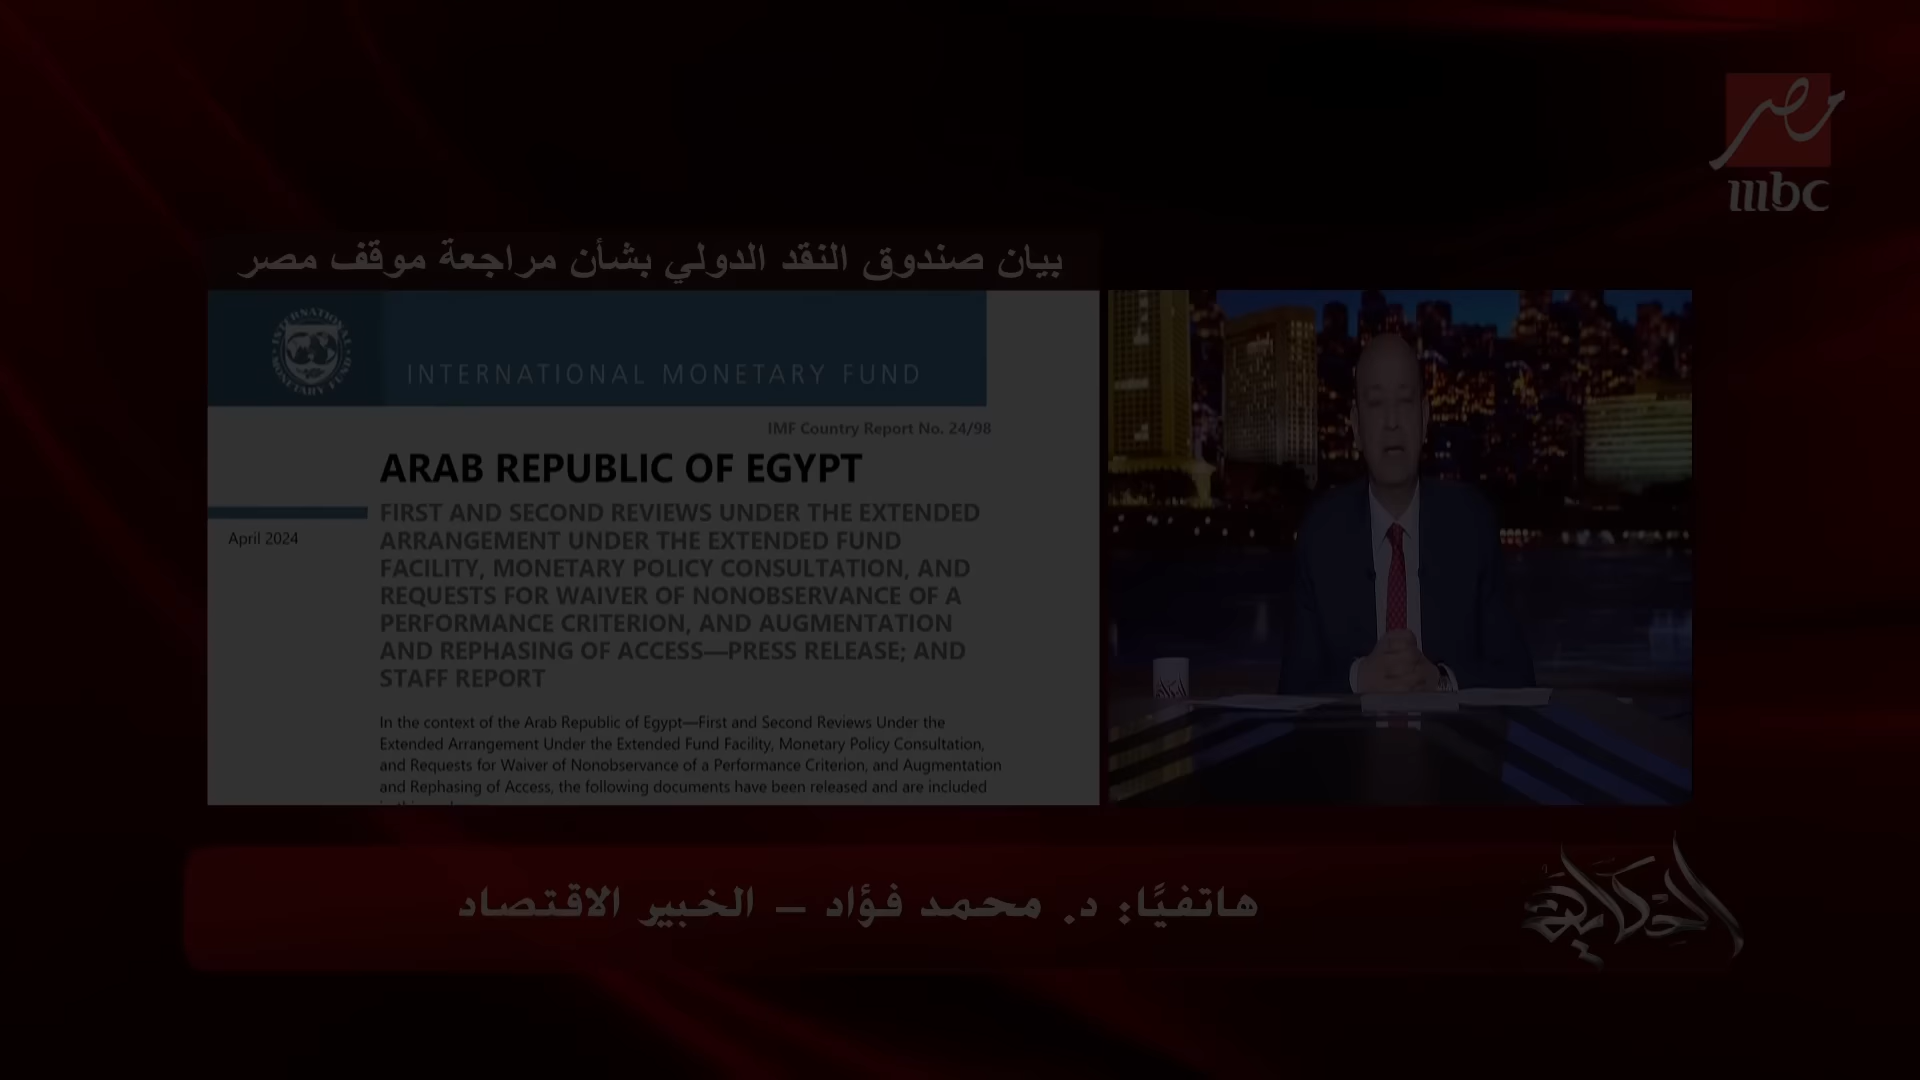 مصر
mbc
بيان صندوق النقد الدولي بشأن مراجعة موقف مصر
INTERNATIONAL MONETARY FUND
INTERNATIONAL MONETARY FUND
IMF Country Report No. 24/98
ARAB REPUBLIC OF EGYPT
April 2024
FIRST AND SECOND REVIEWS UNDER THE EXTENDED
ARRANGEMENT UNDER THE EXTENDED FUND
FACILITY, MONETARY POLICY CONSULTATION, AND
REQUESTS FOR WAIVER OF NONOBSERVANCE OF A
PERFORMANCE CRITERION, AND AUGMENTATION
AND REPHASING OF ACCESS—PRESS RELEASE; AND
STAFF REPORT
In the context of the Arab Republic of Egypt—First and Second Reviews Under the
Extended Arrangement Under the Extended Fund Facility, Monetary Policy Consultation,
and Requests for Waiver of Nonobservance of a Performance Criterion, and Augmentation
and Rephasing of Access, the following documents have been released and are included
هاتفيًا: د. محمد فؤاد – الخبير الاقتصاد
الحكاية